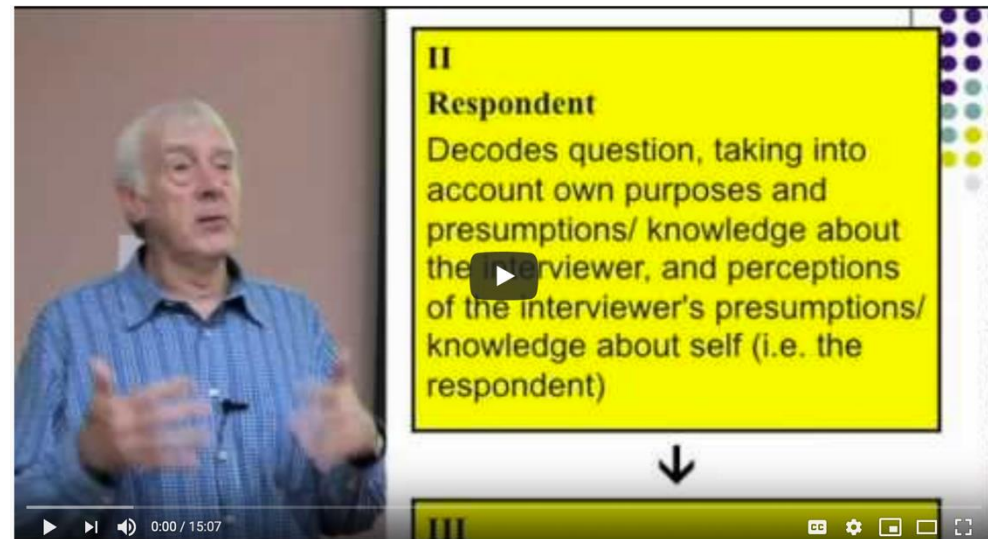 II
Respondent
Decodes question, taking into
account own purposes and
presumptions/ knowledge about
the interviewer, and perceptions
of the interviewer's presumptions/
knowledge about self (i.e. the
respondent)
III
0:00 / 15:07
CC